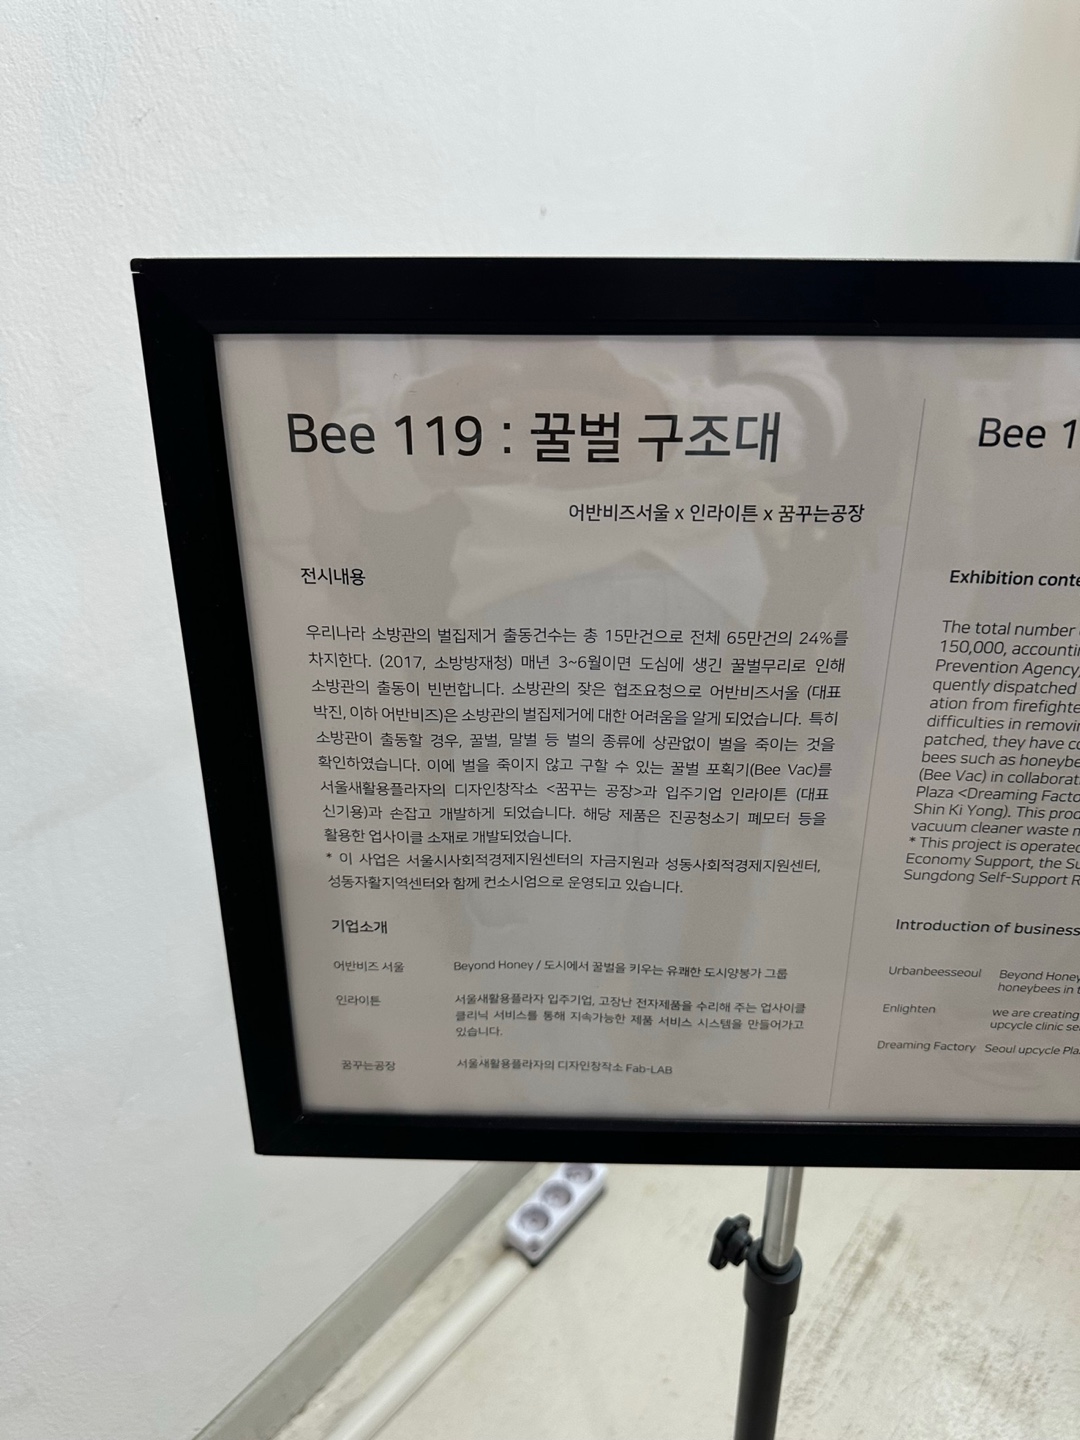 Bee 119 : 꿀벌 구조대
어반비즈서울 x 인라이튼 x 꿈꾸는공장
전시내용
우리나라 소방관의 벌집제거 출동건수는 총 15만건으로 전체 65만건의 24%를
차지한다. (2017, 소방방재청) 매년 3~6월이면 도심에 생긴 꿀벌무리로 인해
소방관의 출동이 빈번합니다. 소방관의 잦은 협조요청으로 어반비즈서울 (대표
박진, 이하 어반비즈)은 소방관의 벌집제거에 대한 어려움을 알게 되었습니다. 특히
소방관이 출동할 경우, 꿀벌, 말벌 등 벌의 종류에 상관없이 벌을 죽이는 것을
확인하였습니다. 이에 벌을 죽이지 않고 구할 수 있는 꿀벌 포획기(Bee Vac)를
서울새활용플라자의 디자인창작소 <꿈꾸는 공장>과 입주기업 인라이튼 (대표
신기용)과 손잡고 개발하게 되었습니다. 해당 제품은 진공청소기 폐모터 등을
활용한 업사이클 소재로 개발되었습니다.
* 이 사업은 서울시사회적경제지원센터의 자금지원과 성동사회적경제지원센터,
성동자활지역센터와 함께 컨소시엄으로 운영되고 있습니다.
기업소개
어반비즈 서울 Beyond Honey / 도시에서 꿀벌을 키우는 유쾌한 도시양봉가 그룹
인라이튼 서울새활용플라자 입주기업, 고장난 전자제품을 수리해 주는 업사이클
클리닉 서비스를 통해 지속가능한 제품 서비스 시스템을 만들어가고
있습니다.
꿈꾸는공장 서울새활용플라자의 디자인창작소 Fab-LAB
Bee 1
Exhibition conte
The total number
150,000, accountin
Prevention Agency,
quently dispatched
ation from firefighte
difficulties in removin
patched, they have co
bees such as honeybe
(Bee Vac) in collaborati
Plaza <Dreaming Facto
Shin Ki Yong). This prod
vacuum cleaner waste m
* This project is operated
Economy Support, the Su
Sungdong Self-Support R
Introduction of business
Urbanbeesseoul Beyond Honey
honeybees in t
Enlighten we are creating
upcycle clinic se
Dreaming Factory Seoul upcycle Pla